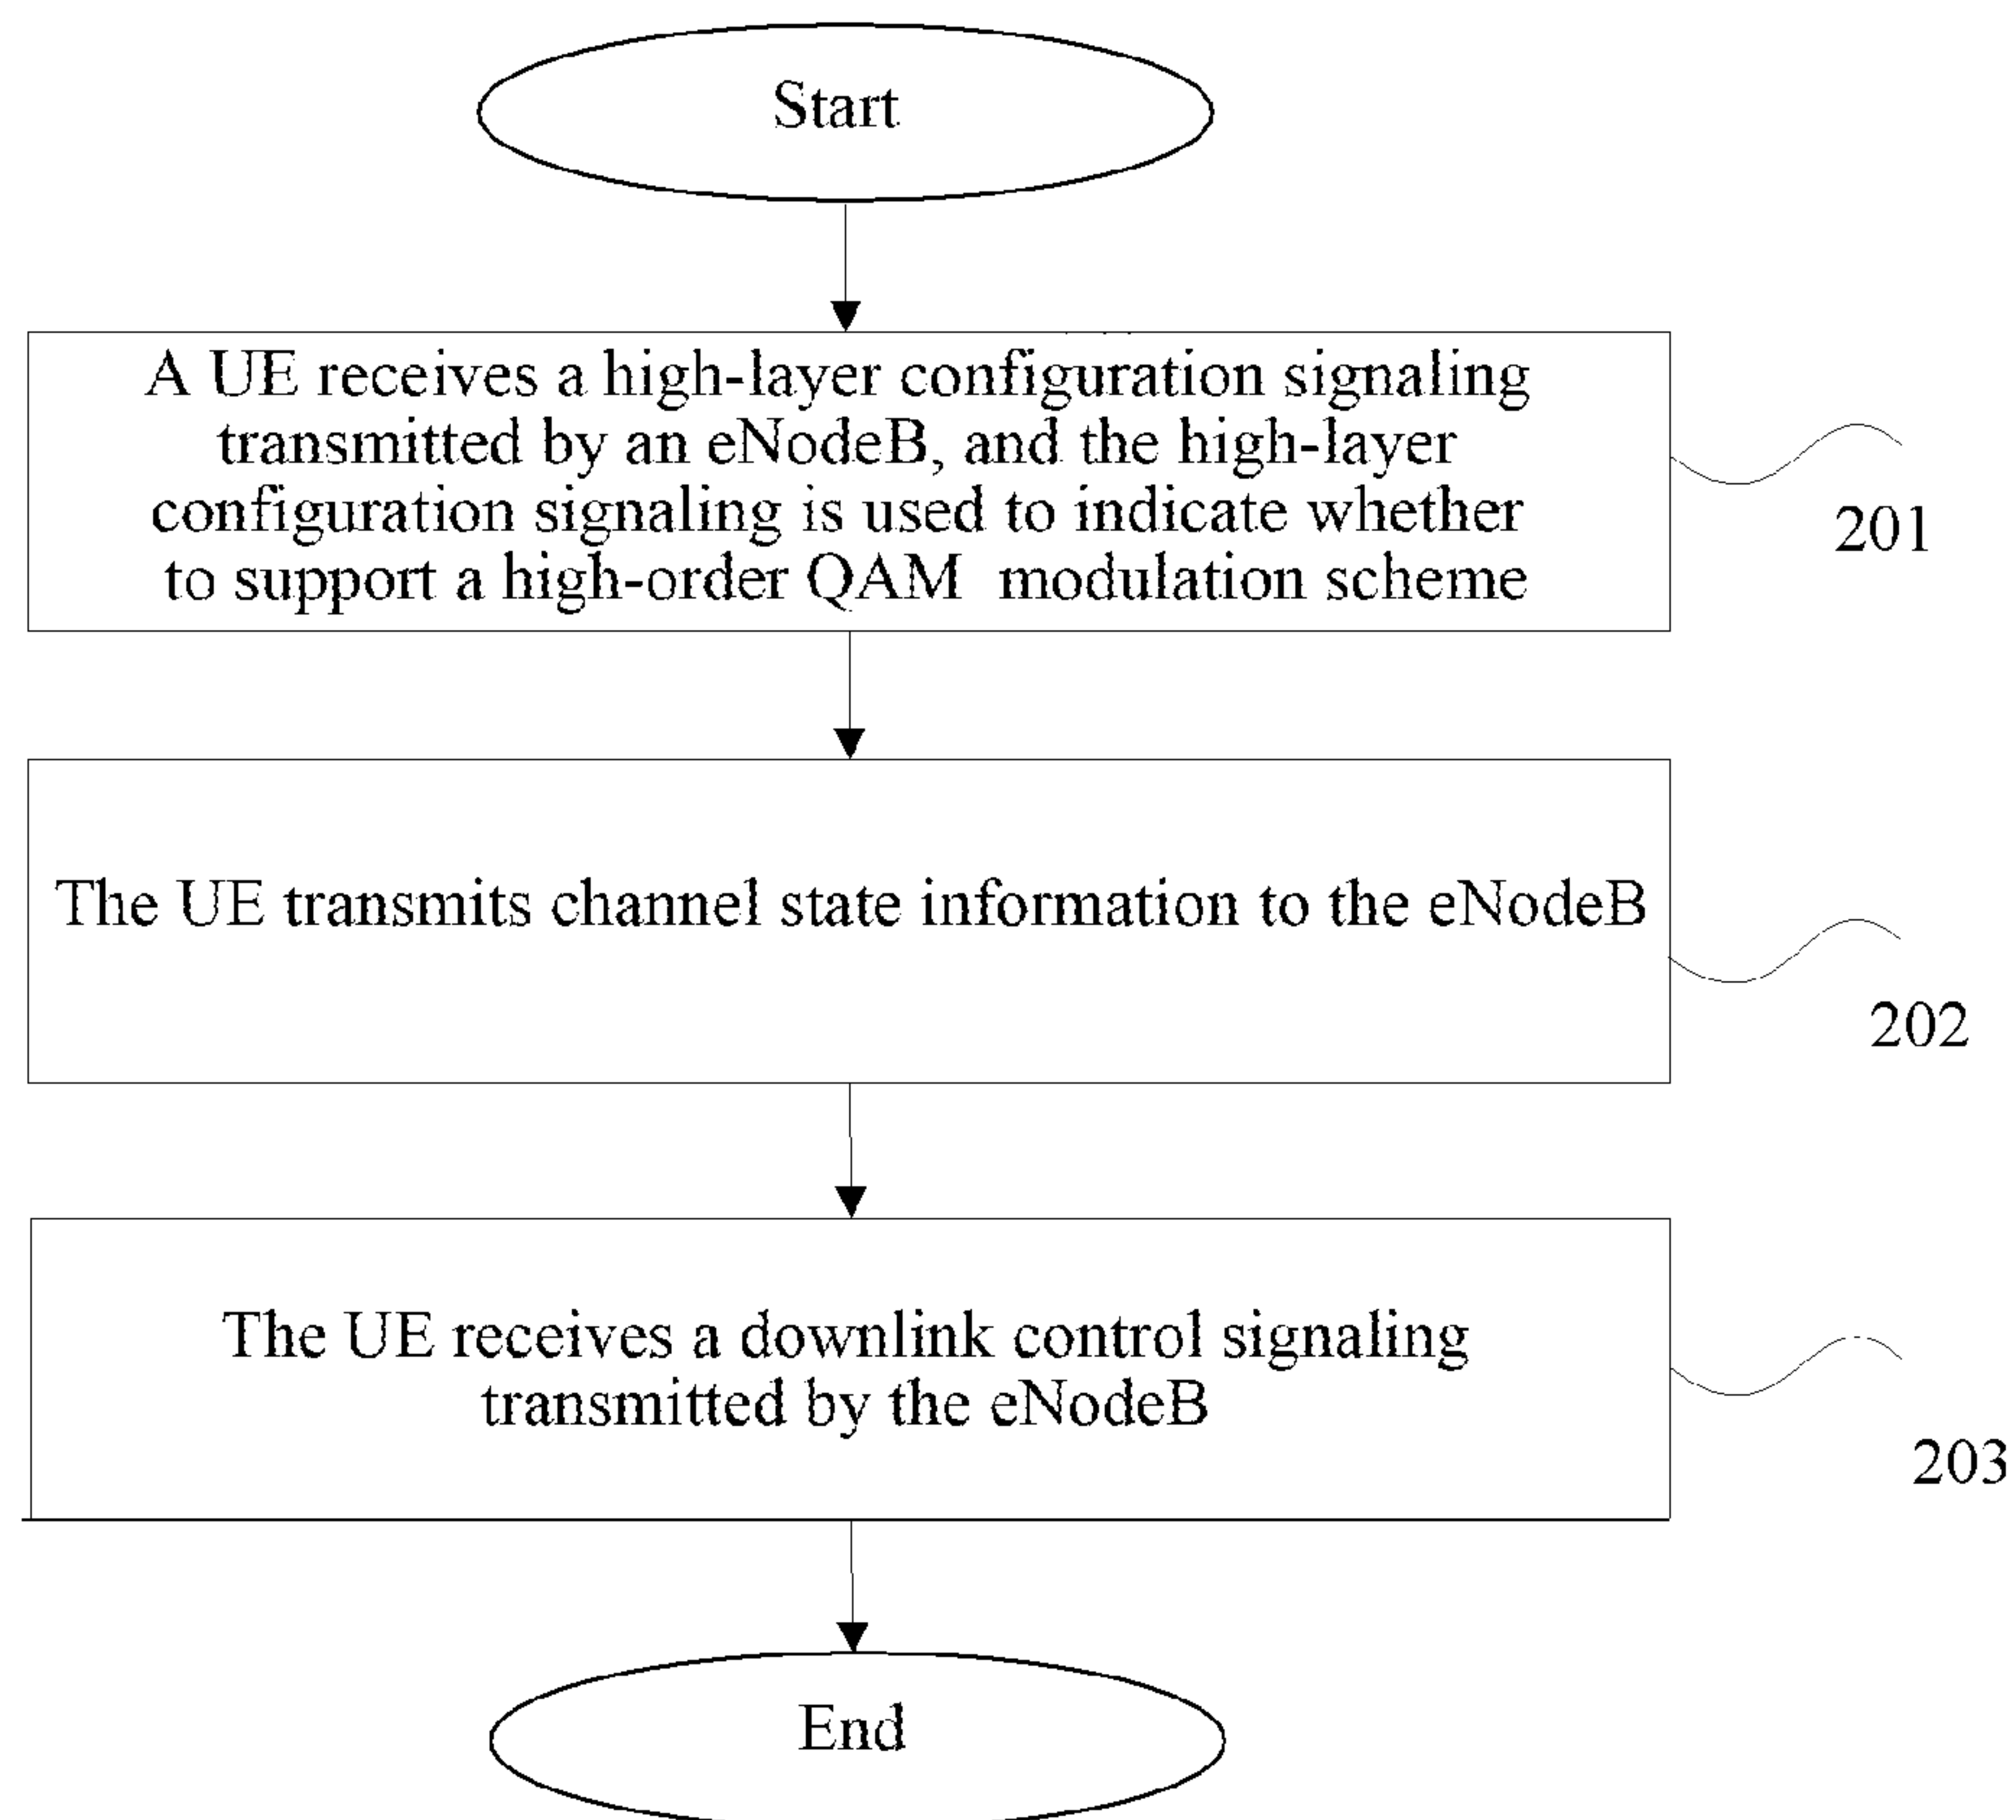 Start
A UE receives a high-layer configuration signaling
transmitted by an eNodeB, and the high-layer
configuration signaling is used to indicate whether
to support a high-order QAM modulation scheme
201
The UE transmits channel state information to the eNodeB
202
The UE receives a downlink control signaling
transmitted by the eNodeB
203
End